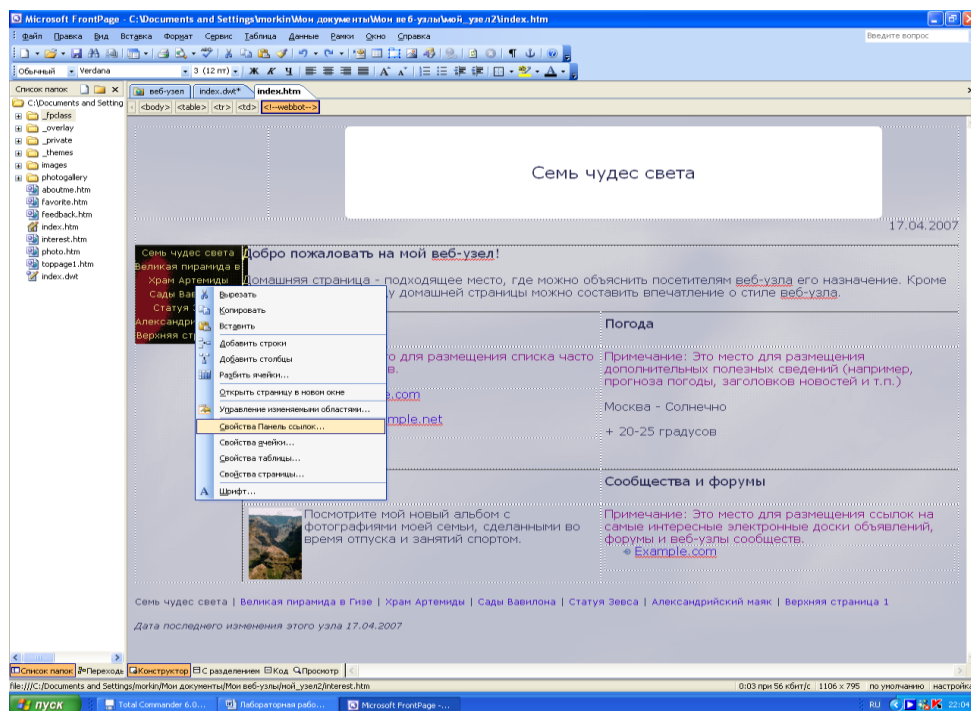 Microsoft FrontPage - C:\Documents and Settings\morkin\Мои документы\Мои веб-узлы\мой_узел2\index.htm
Файл Правка Вид Вставка Формат Сервис Таблица Данные Рамки Окно Справка
Введите вопрос
Обычный Verdana 3 (12 пт) Ж К Ч
Список папок
веб-узел index.dwt* index.htm
<body> <table> <tr> <td> <!--webbot-->
C:\Documents and Setting
_fpclass
_overlay
_private
_themes
images
photogallery
aboutme.htm
favorite.htm
feedback.htm
index.htm
interest.htm
photo.htm
toppage1.htm
index.dwt
Семь чудес света
17.04.2007
Семь чудес света
Великая пирамида в
Храм Артемиды
Сады Вав
Статуя
Александри
Верхняя ст
Добро пожаловать на мой веб-узел!
Домашняя страница - подходящее место, где можно объяснить посетителям веб-узла его назначение. Кроме
у домашней страницы можно составить впечатление о стиле веб-узла.
Вырезать
Копировать
Вставить
Добавить строки
Добавить столбцы
Разбить ячейки...
Открыть страницу в новом окне
Управление изменяемыми областями...
Свойства Панель ссылок...
Свойства ячейки...
Свойства таблицы...
Свойства страницы...
Шрифт...
о для размещения списка часто
в.
e.com
mple.net
Погода
Примечание: Это место для размещения
дополнительных полезных сведений (например,
прогноза погоды, заголовков новостей и т.п.)
Москва - Солнечно
+ 20-25 градусов
Посмотрите мой новый альбом с
фотографиями моей семьи, сделанными во
время отпуска и занятий спортом.
Сообщества и форумы
Примечание: Это место для размещения ссылок на
самые интересные электронные доски объявлений,
форумы и веб-узлы сообществ.
Example.com
Семь чудес света | Великая пирамида в Гизе | Храм Артемиды | Сады Вавилона | Статуя Зевса | Александрийский маяк | Верхняя страница 1
Дата последнего изменения этого узла 17.04.2007
Список папок Переходы Конструктор С разделением Код Просмотр
file:///C:/Documents and Settings/morkin/Мои документы/Мои веб-узлы/мой_узел2/interest.htm
0:03 при 56 кбит/с 1106 x 795 по умолчанию настройка
пуск Total Commander 6.0... Лабораторная рабо... Microsoft FrontPage -... RU 22:04